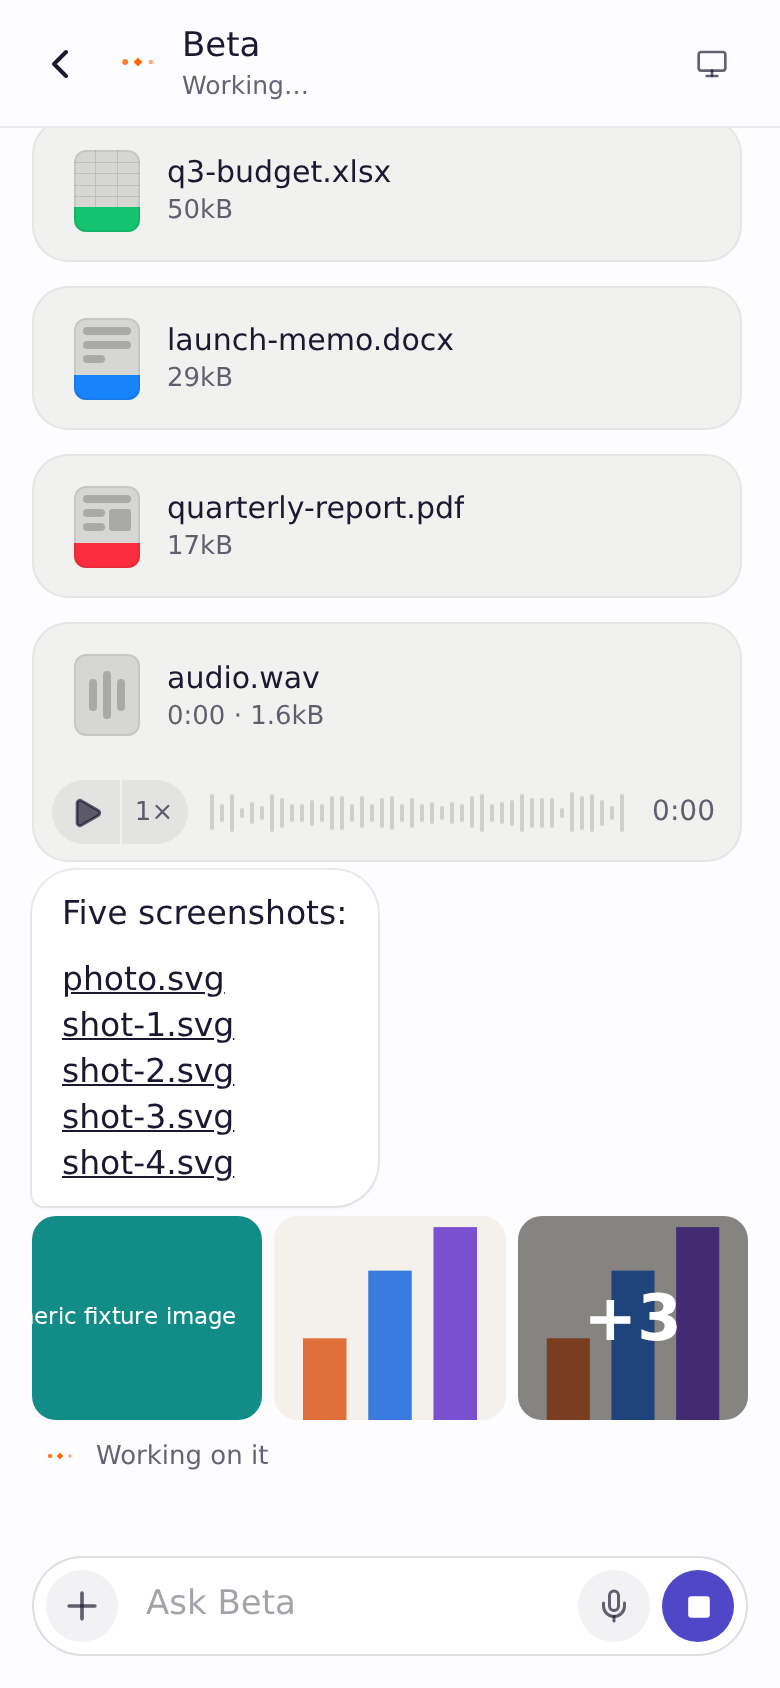 Beta
Working...
q3-budget.xlsx
50kB
launch-memo.docx
29kB
quarterly-report.pdf
17kB
audio.wav
0:00 · 1.6kB
1×
0:00
Five screenshots:
photo.svg
shot-1.svg
shot-2.svg
shot-3.svg
shot-4.svg
fixture image
+3
Working on it
Ask Beta